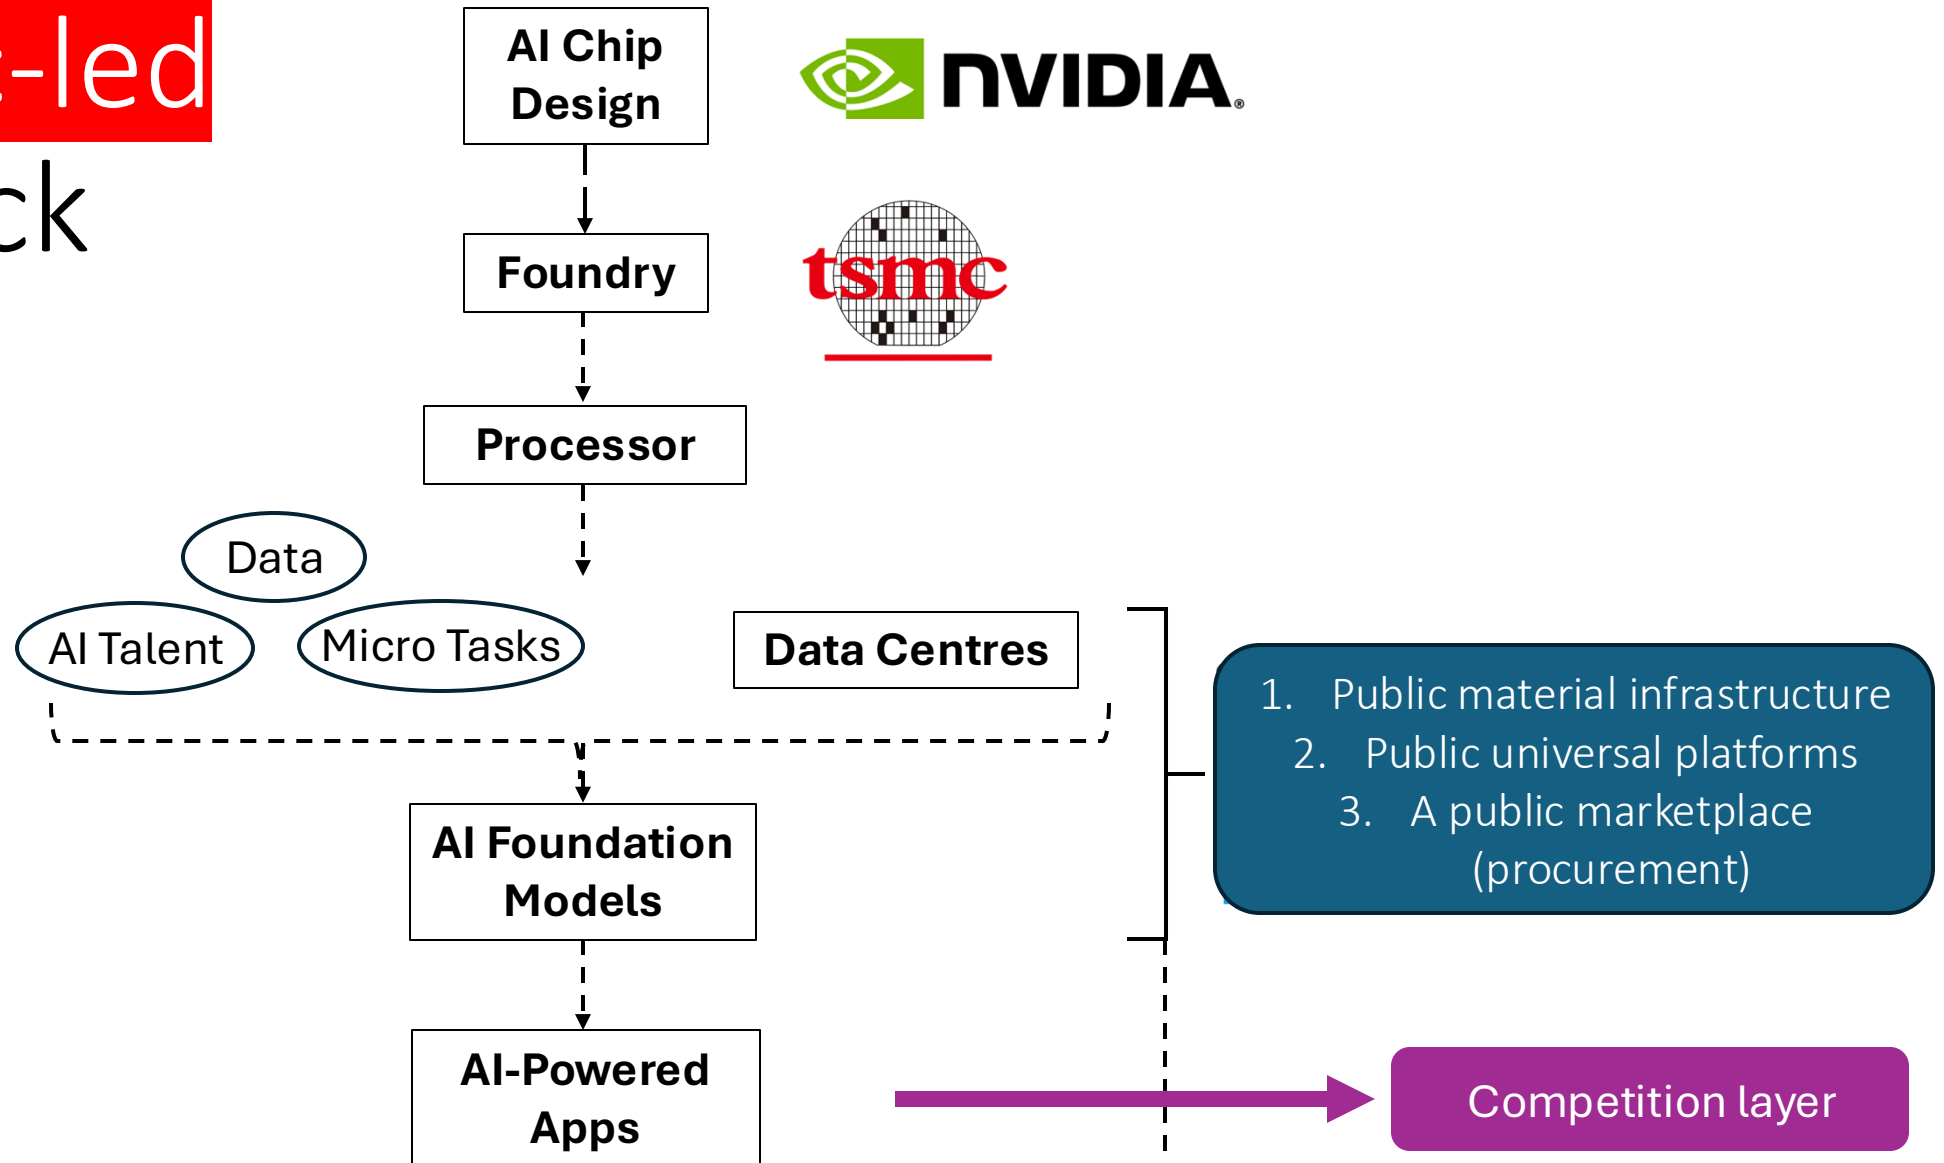 -led
ck
AI Chip
Design
NVIDIA®
Foundry
tsmc
Processor
Data
AI Talent
Micro Tasks
Data Centres
1. Public material infrastructure
2. Public universal platforms
3. A public marketplace
(procurement)
AI Foundation
Models
AI-Powered
Apps
Competition layer